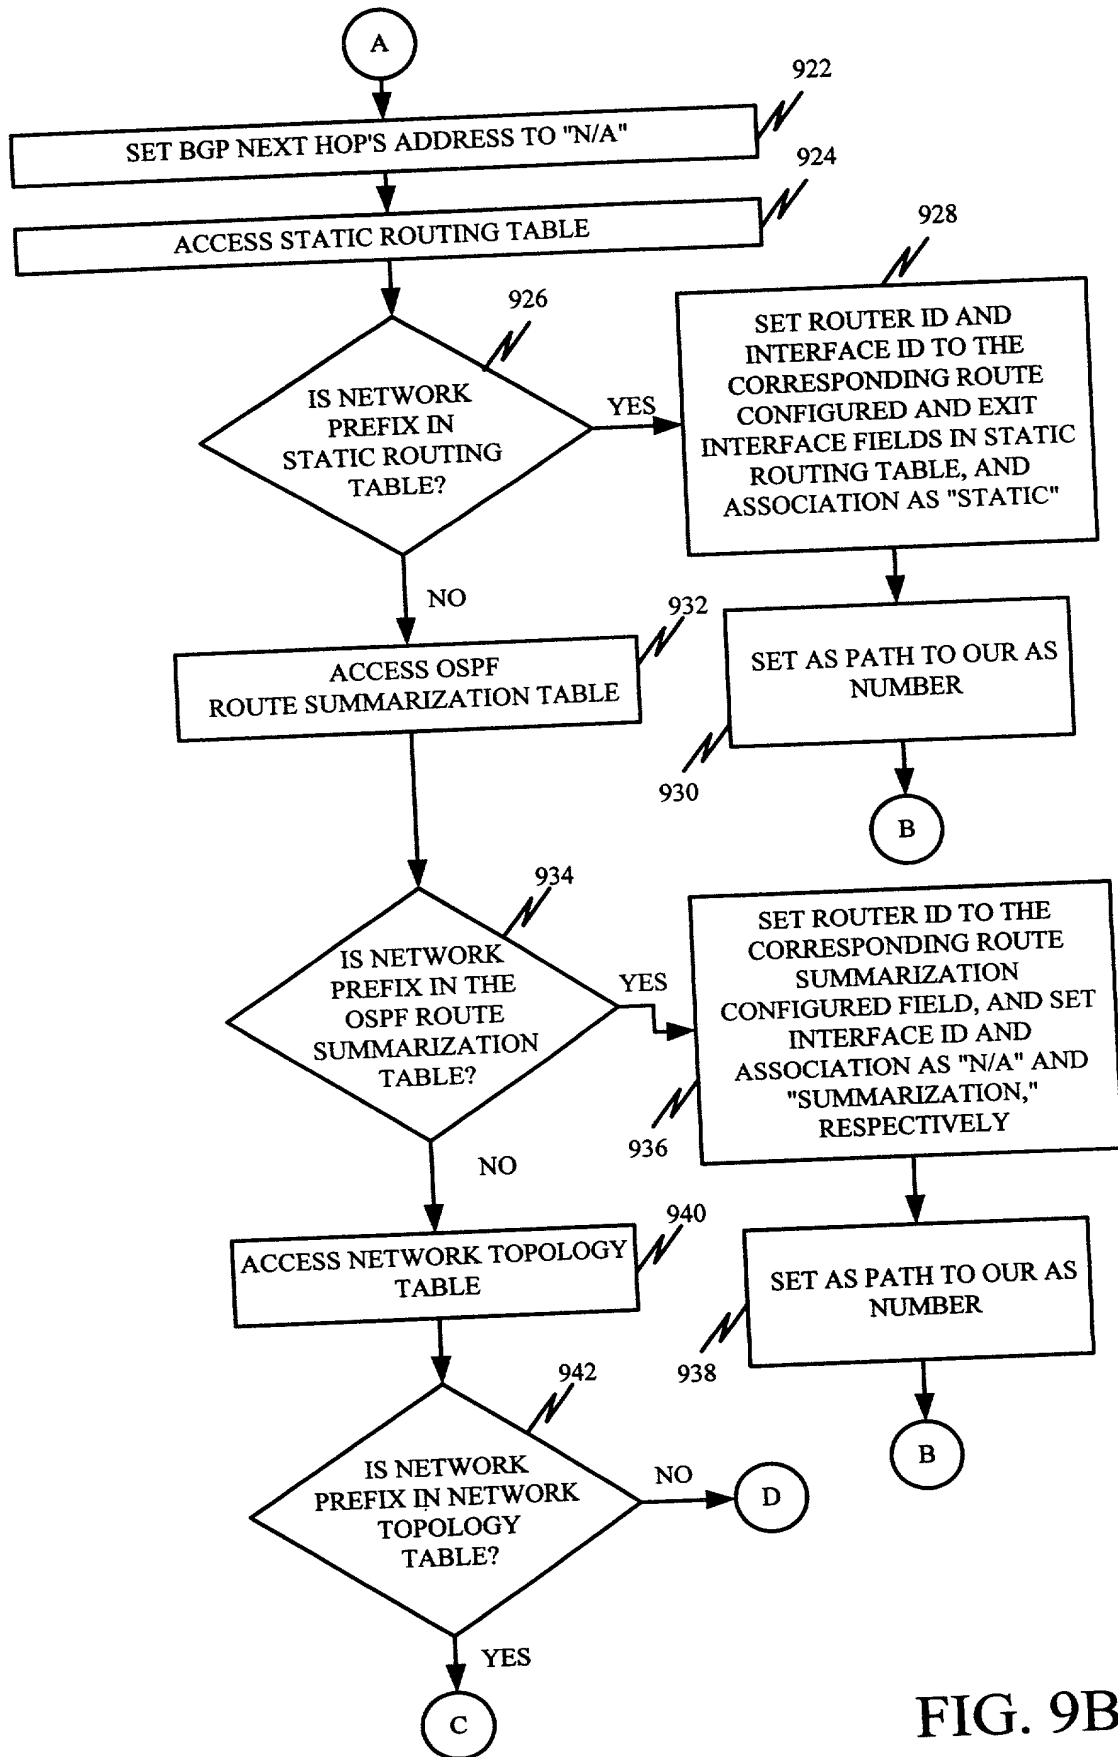 A
922
SET BGP NEXT HOP'S ADDRESS TO "N/A"
924
ACCESS STATIC ROUTING TABLE
928
926
SET ROUTER ID AND
INTERFACE ID TO THE
CORRESPONDING ROUTE
CONFIGURED AND EXIT
INTERFACE FIELDS IN STATIC
ROUTING TABLE, AND
ASSOCIATION AS "STATIC"
IS NETWORK
PREFIX IN
STATIC ROUTING
TABLE?
YES
NO
932
ACCESS OSPF
ROUTE SUMMARIZATION TABLE
SET AS PATH TO OUR AS
NUMBER
930
B
934
IS NETWORK
PREFIX IN THE
OSPF ROUTE
SUMMARIZATION
TABLE?
YES
SET ROUTER ID TO THE
CORRESPONDING ROUTE
SUMMARIZATION
CONFIGURED FIELD, AND SET
INTERFACE ID AND
ASSOCIATION AS "N/A" AND
"SUMMARIZATION,"
RESPECTIVELY
936
NO
940
ACCESS NETWORK TOPOLOGY
TABLE
SET AS PATH TO OUR AS
NUMBER
938
942
B
IS NETWORK
PREFIX IN NETWORK
TOPOLOGY
TABLE?
NO
D
YES
C
FIG. 9B